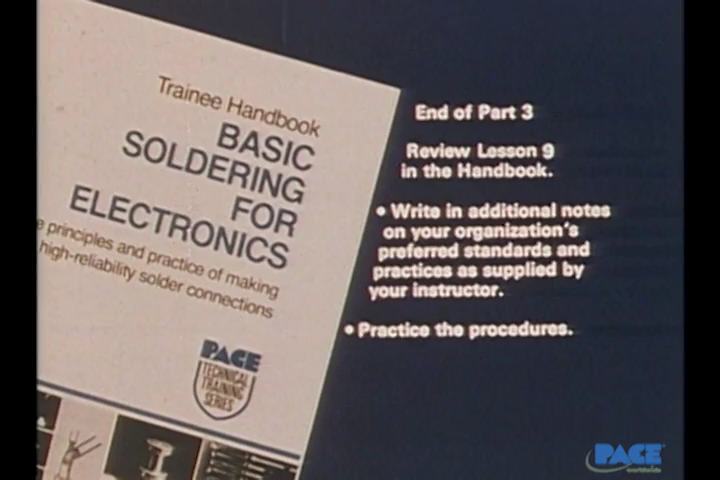 Trainee Handbook
BASIC
SOLDERING
FOR
ELECTRONICS
principles and practice of making
high-reliability solder connections
PACE
TECHNICAL
TRAINING
SERIES
End of Part 3
Review Lesson 9
in the Handbook.
• Write in additional notes
on your organization's
preferred standards and
practices as supplied by
your instructor.
• Practice the procedures.
PACE
worldwide